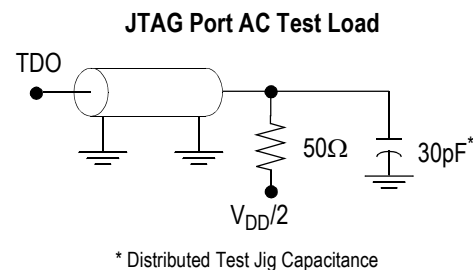 JTAG Port AC Test Load
TDO
50Ω
30pF*
VDD/2
* Distributed Test Jig Capacitance